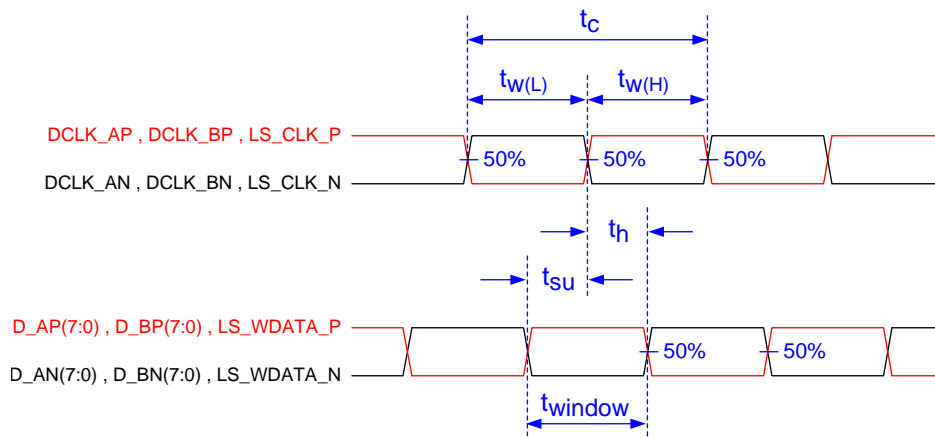 tc
tw(L) tw(H)
DCLK_AP , DCLK_BP , LS_CLK_P
50% 50% 50%
DCLK_AN , DCLK_BN , LS_CLK_N
th
tsu
D_AP(7:0) , D_BP(7:0) , LS_WDATA_P
50% 50%
D_AN(7:0) , D_BN(7:0) , LS_WDATA_N
twindow